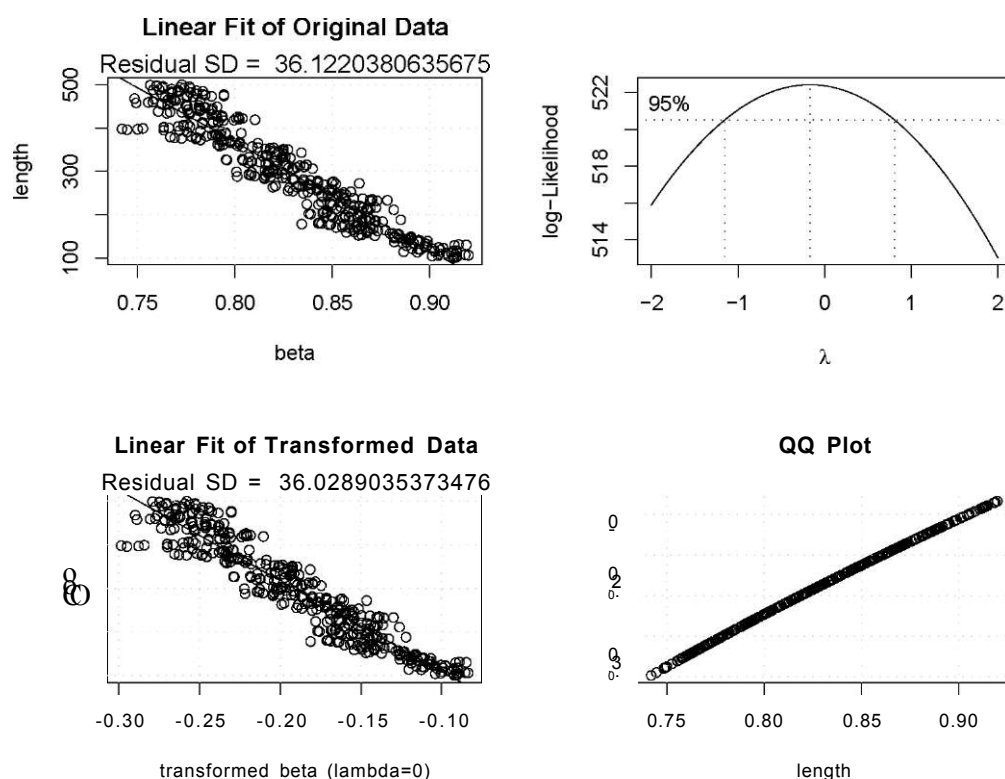 Linear Fit of Original Data
Residual SD = 36.1220380635675
length
500
300
100
0.75 0.80 0.85 0.90
beta
95%
log−Likelihood
522
518
514
−2 −1 0 1 2
λ
Linear Fit of Transformed Data
Residual SD = 36.0289035373476
-0.30 -0.25 -0.20 -0.15 -0.10
transformed beta (lambda=0)
QQ Plot
0.75 0.80 0.85 0.90
length